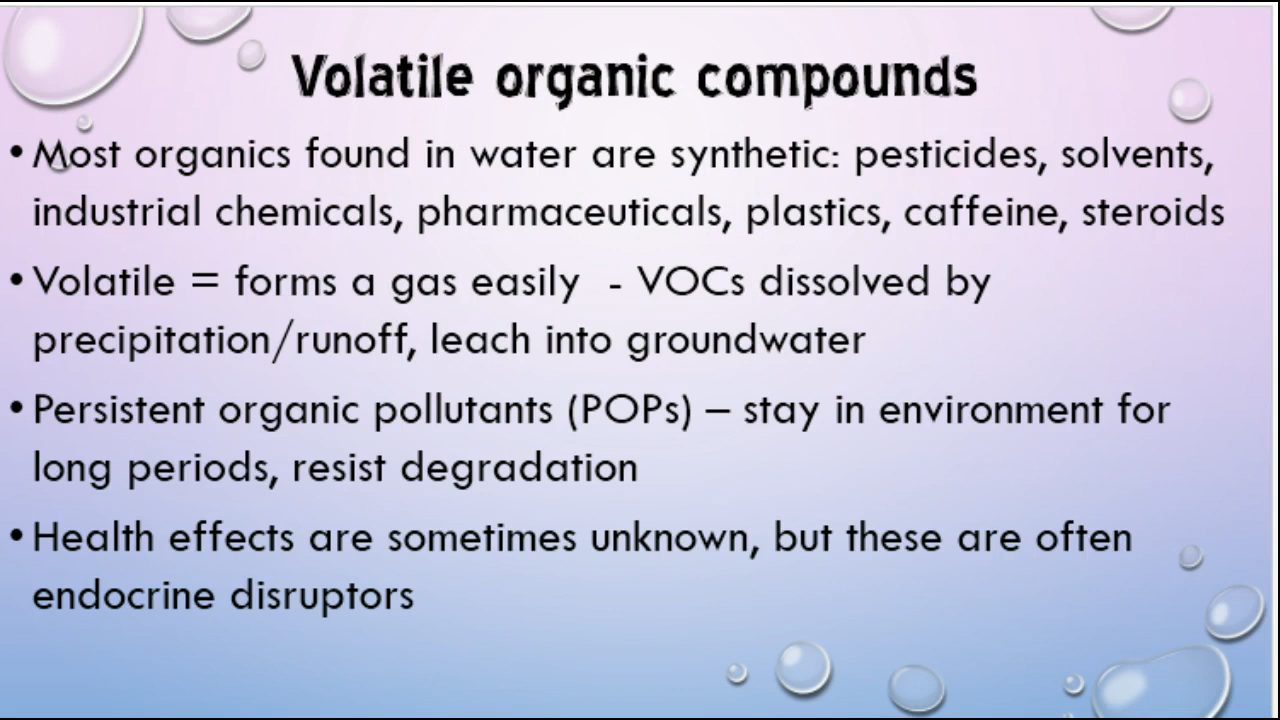 Volatile organic compounds
• Most organics found in water are synthetic: pesticides, solvents,
industrial chemicals, pharmaceuticals, plastics, caffeine, steroids
• Volatile = forms a gas easily  - VOCs dissolved by
precipitation/runoff, leach into groundwater
• Persistent organic pollutants (POPs) – stay in environment for
long periods, resist degradation
• Health effects are sometimes unknown, but these are often
endocrine disruptors